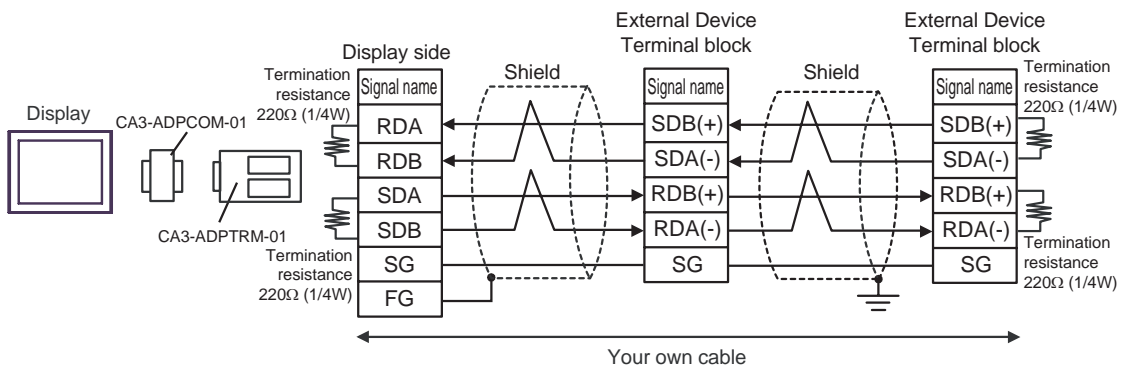 External Device
Terminal block
External Device
Terminal block
Display side
Termination
resistance
220Ω (1/4W)
Signal name
Shield
Signal name
Shield
Signal name
Termination
resistance
220Ω (1/4W)
Display
CA3-ADPCOM-01
RDA
SDB(+)
SDB(+)
RDB
SDA(-)
SDA(-)
SDA
RDB(+)
RDB(+)
CA3-ADPTRM-01
SDB
RDA(-)
RDA(-)
Termination
resistance
220Ω (1/4W)
SG
SG
SG
Termination
resistance
220Ω (1/4W)
FG
Your own cable